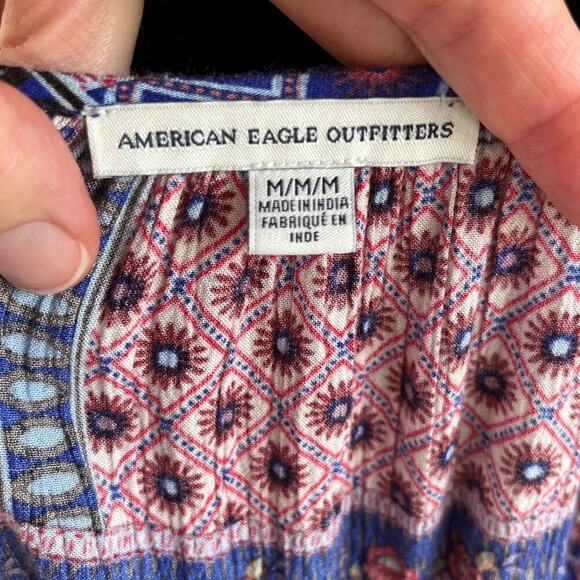 AMERICAN EAGLE OUTFITTERS
M/M/M
MADE IN INDIA
FABRIQUÉ EN
INDE